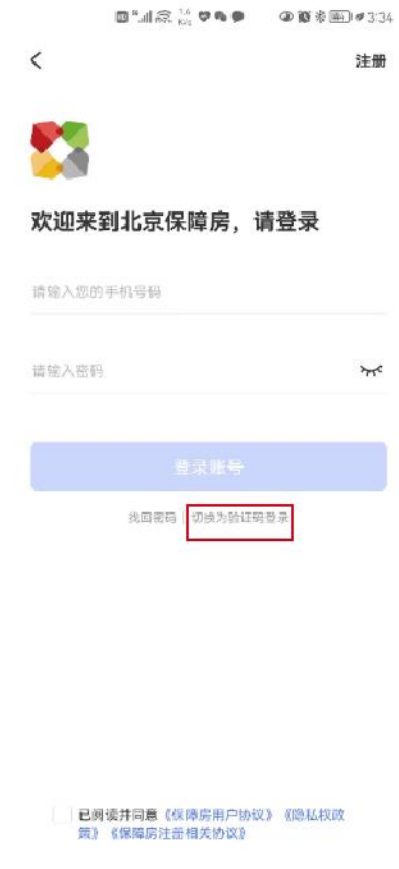 3:34
注册
欢迎来到北京保障房，请登录
请输入您的手机号码
请输入密码
登录账号
找回密码 | 切换为验证码登录
已阅读并同意《保障房用户协议》《隐私权政
策》《保障房注册相关协议》